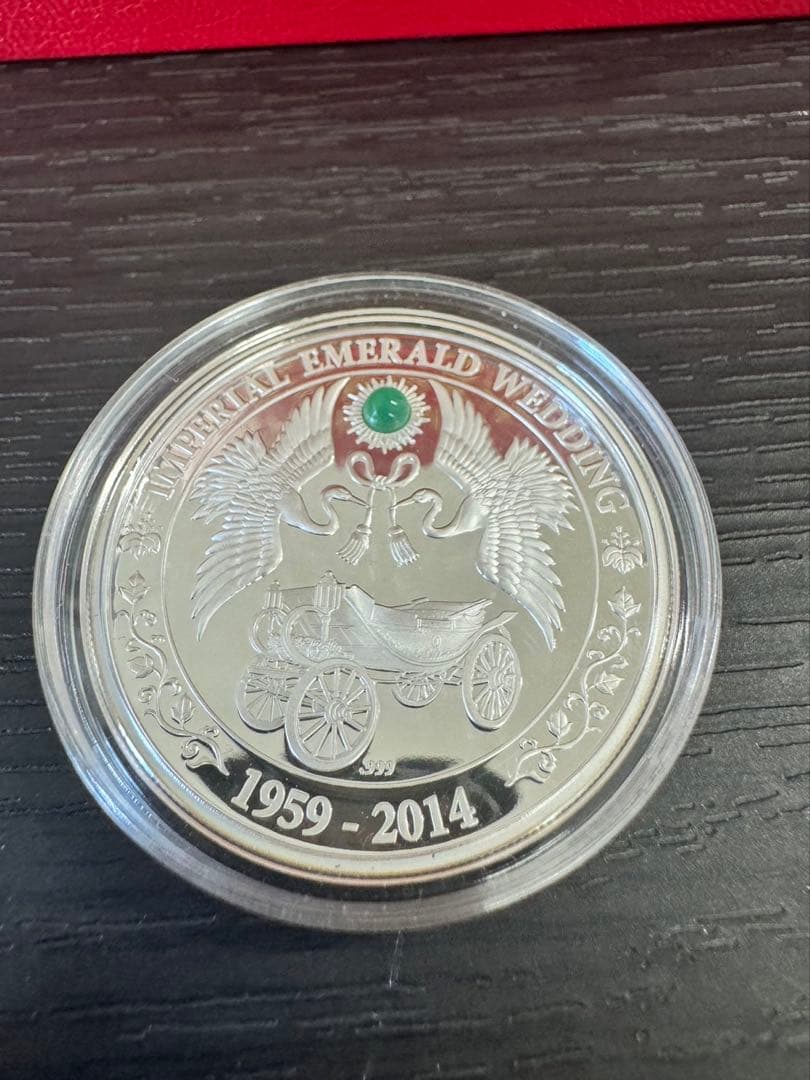 IMPERIAL EMERALD WEDDING
.999
1959 - 2014